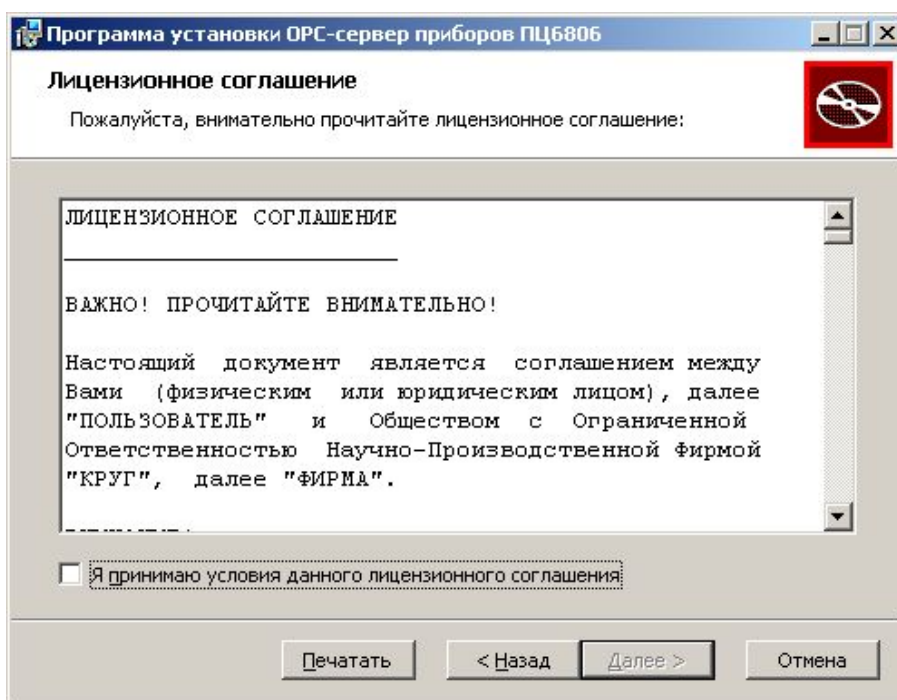 Программа установки OPC-сервер приборов ПЦ6806
Лицензионное соглашение
Пожалуйста, внимательно прочитайте лицензионное соглашение:
ЛИЦЕНЗИОННОЕ СОГЛАШЕНИЕ
ВАЖНО! ПРОЧИТАЙТЕ ВНИМАТЕЛЬНО!
Настоящий документ является соглашением между
Вами (физическим или юридическим лицом), далее
"ПОЛЬЗОВАТЕЛЬ" и Обществом с Ограниченной
Ответственностью Научно-Производственной Фирмой
"КРУГ", далее "ФИРМА".
Я принимаю условия данного лицензионного соглашения
Печатать
< Назад
Далее >
Отмена